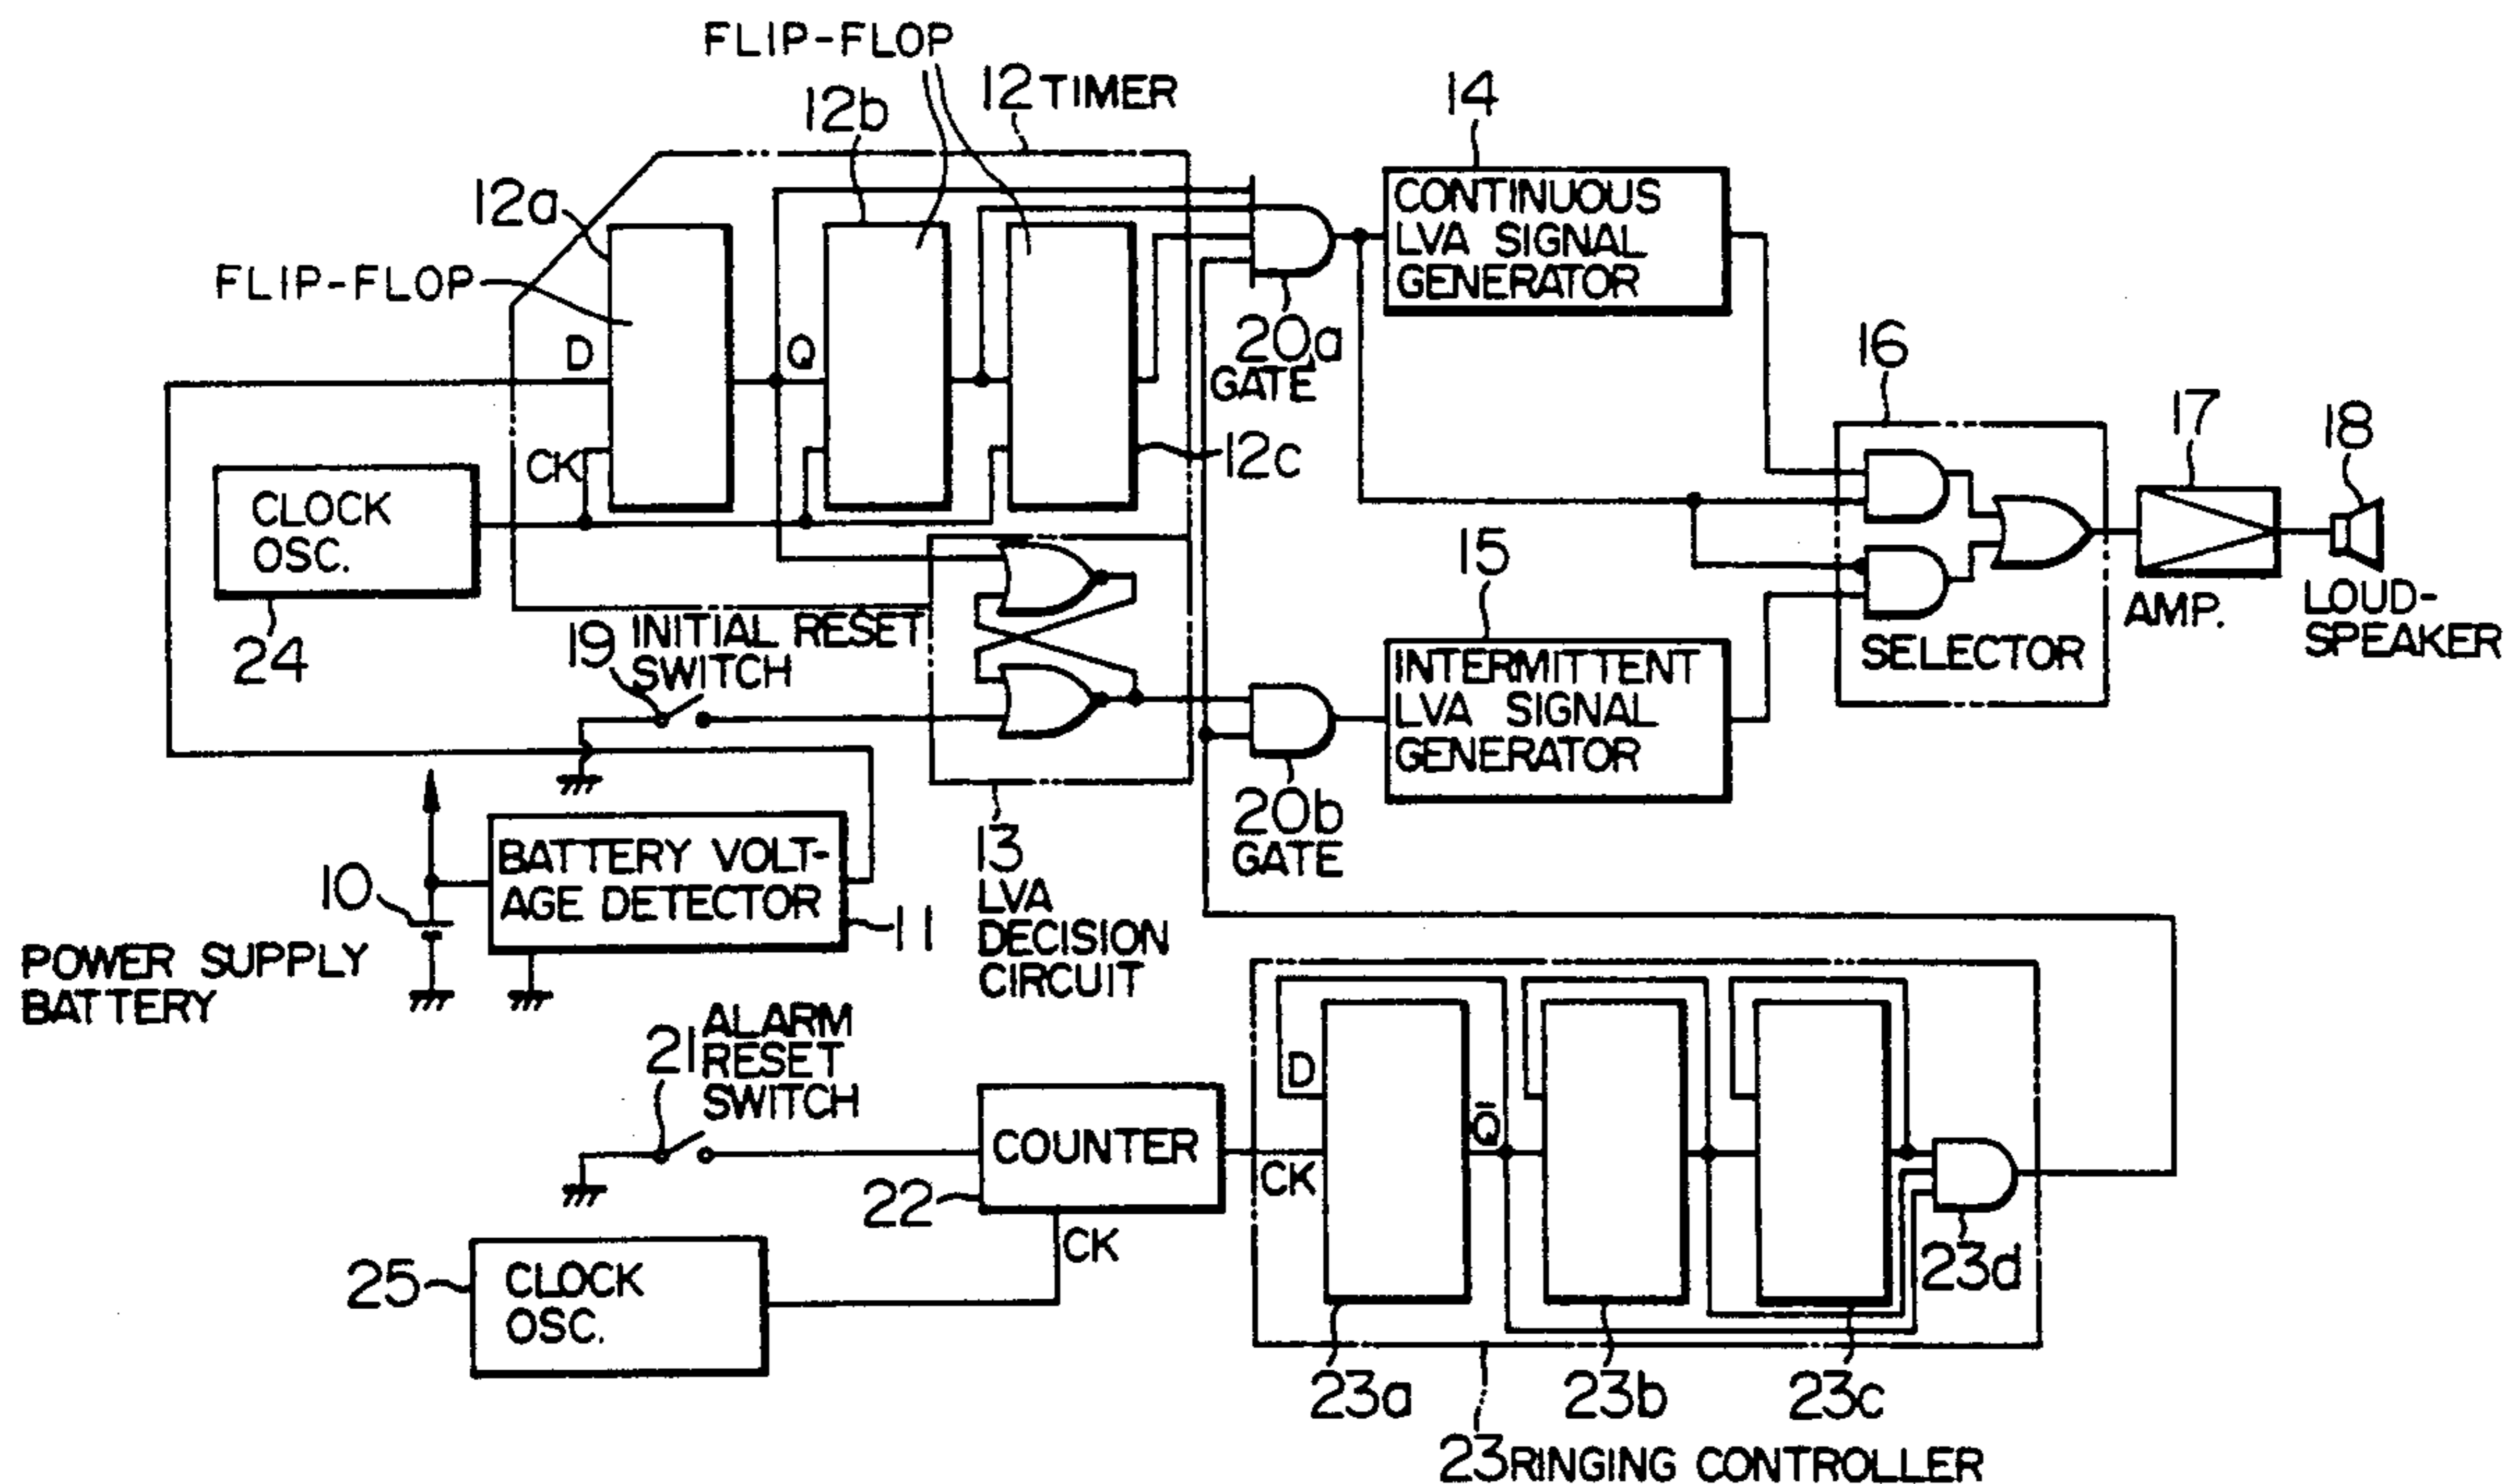 FLIP-FLOP
12 TIMER
12b
14
12a
CONTINUOUS
LVA SIGNAL
GENERATOR
FLIP-FLOP
D
Q
20a
GATE
16
17
18
12c
CK
CLOCK
OSC.
24
15
AMP.
LOUD-
SPEAKER
SELECTOR
19
INITIAL RESET
SWITCH
INTERMITTENT
LVA SIGNAL
GENERATOR
20b
GATE
13
LVA
DECISION
CIRCUIT
10
BATTERY VOLT-
AGE DETECTOR
11
POWER SUPPLY
BATTERY
21
ALARM
RESET
SWITCH
D
Q̄
COUNTER
CK
22
CK
23d
25
CLOCK
OSC.
23a
23b
23c
23 RINGING CONTROLLER